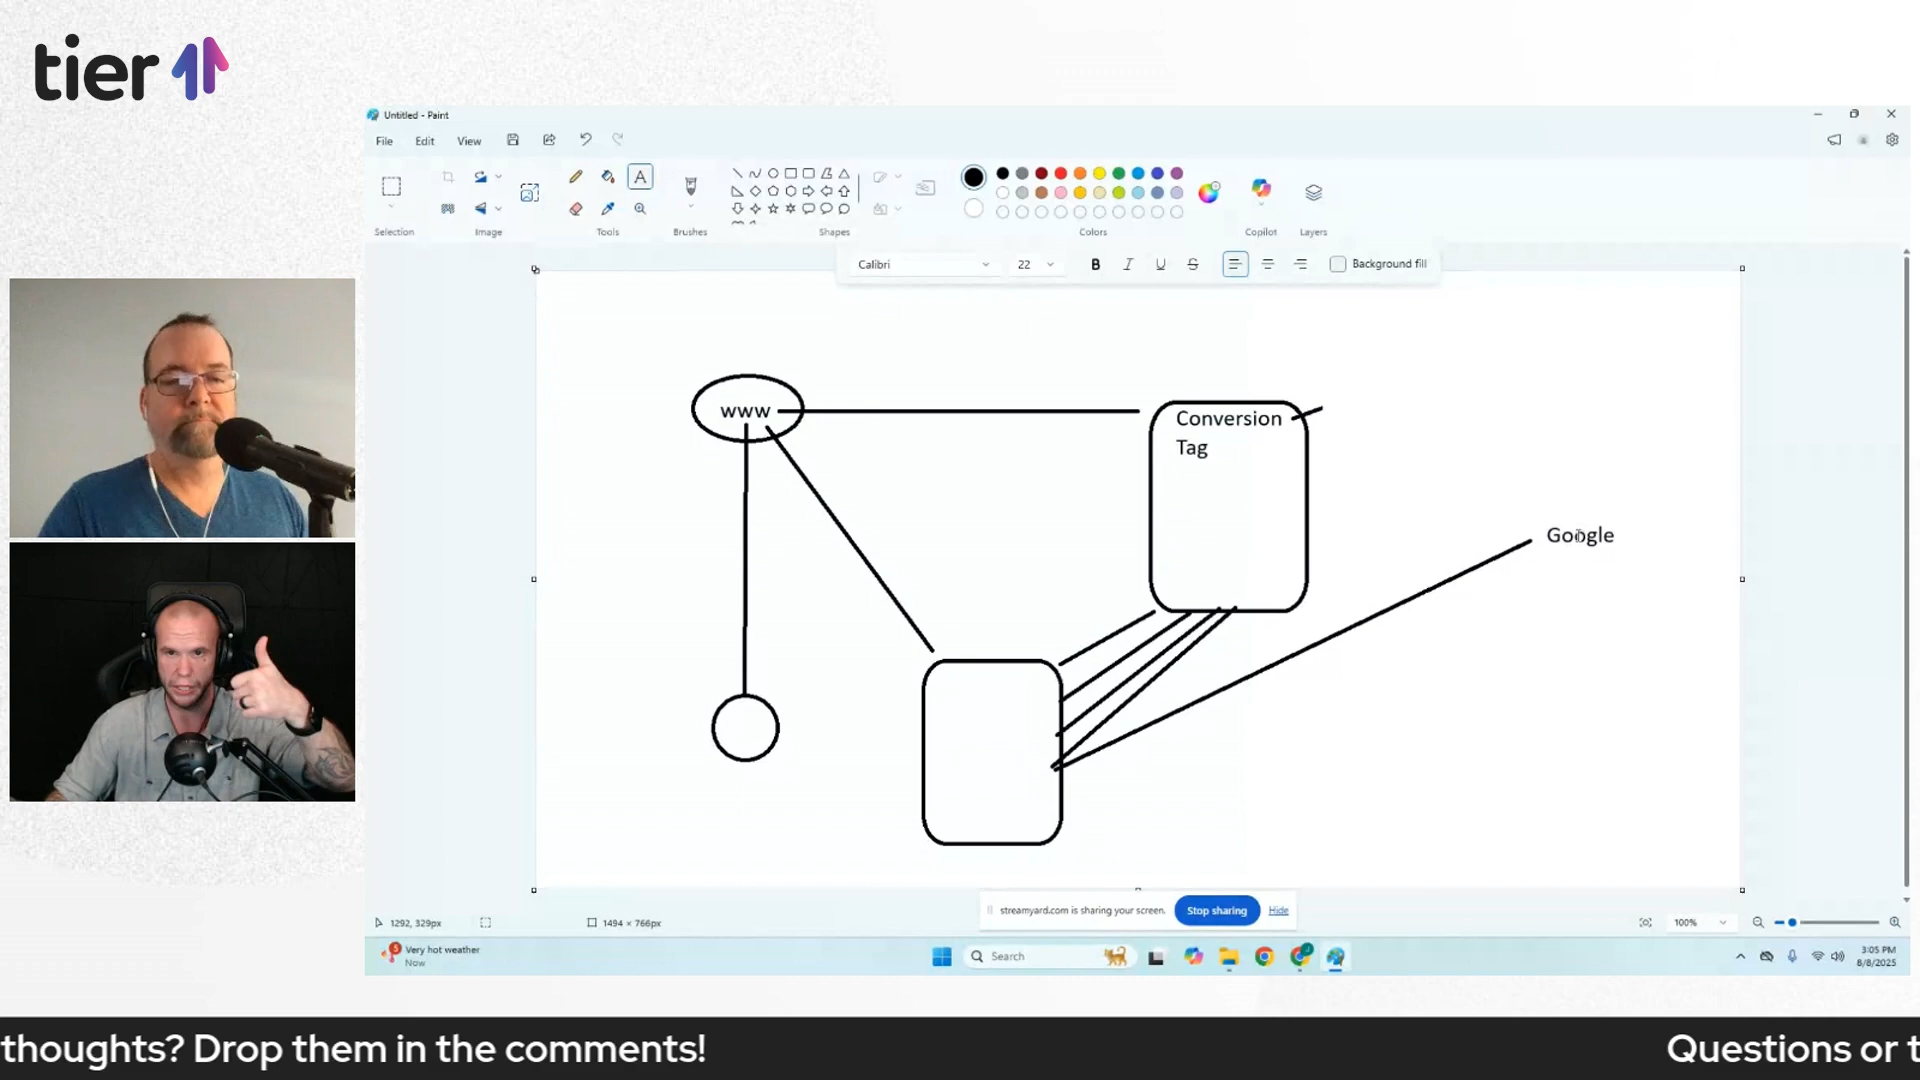 tier 11
Untitled - Paint
File Edit View
Selection
Image
Tools
Brushes
Shapes
Colors
Copilot
Layers
A
Calibri 22 B I U S Background fill
www
Conversion
Tag
Google
streamyard.com is sharing your screen. Stop sharing Hide
1292, 329px 1494 × 766px 100%
5
Very hot weather
Now
Search
3:05 PM
8/8/2025
thoughts? Drop them in the comments! Questions or t